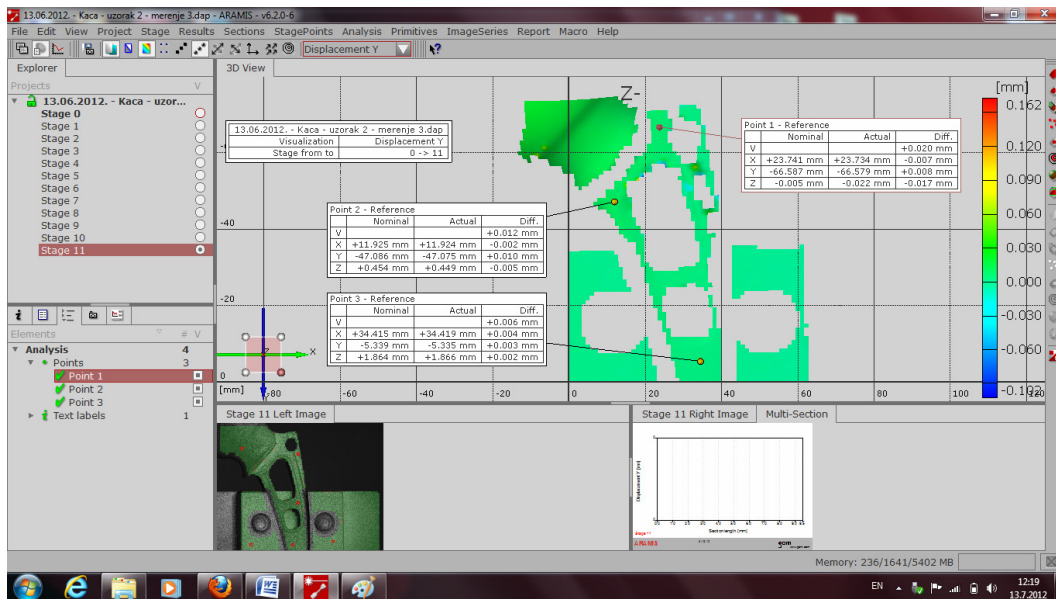 13.06.2012. - Kaca - uzorak 2 - merenje 3.dap - ARAMIS - v6.2.0-6
File Edit View Project Stage Results Sections StagePoints Analysis Primitives ImageSeries Report Macro Help
Displacement Y
Explorer
Projects V
13.06.2012. - Kaca - uzor...
Stage 0
Stage 1
Stage 2
Stage 3
Stage 4
Stage 5
Stage 6
Stage 7
Stage 8
Stage 9
Stage 10
Stage 11
Elements # V
Analysis 4
Points 3
Point 1
Point 2
Point 3
Text labels 1
3D View
Z-
13.06.2012. - Kaca - uzorak 2 - merenje 3.dap
Visualization Displacement Y
Stage from to 0 -> 11
Point 1 - Reference
Nominal Actual Diff.
V +0.020 mm
X +23.741 mm +23.734 mm -0.007 mm
Y -66.587 mm -66.579 mm +0.008 mm
Z -0.005 mm -0.022 mm -0.017 mm
Point 2 - Reference
Nominal Actual Diff.
V +0.012 mm
X +11.925 mm +11.924 mm -0.002 mm
Y -47.086 mm -47.075 mm +0.010 mm
Z +0.454 mm +0.449 mm -0.005 mm
Point 3 - Reference
Nominal Actual Diff.
V +0.006 mm
X +34.415 mm +34.419 mm +0.004 mm
Y -5.339 mm -5.335 mm +0.003 mm
Z +1.864 mm +1.866 mm +0.002 mm
[mm]
0.162
0.120
0.090
0.060
0.030
0.000
-0.030
-0.060
-0.102
-40
-20
0
X
[mm] -80 -60 -40 -20 0 20 40 60 80 100 120
Stage 11 Left Image
Stage 11 Right Image Multi-Section
Displacement Y [mm]
Section length [mm]
ARAMIS
gom
Memory: 236/1641/5402 MB
EN
12:19
13.7.2012